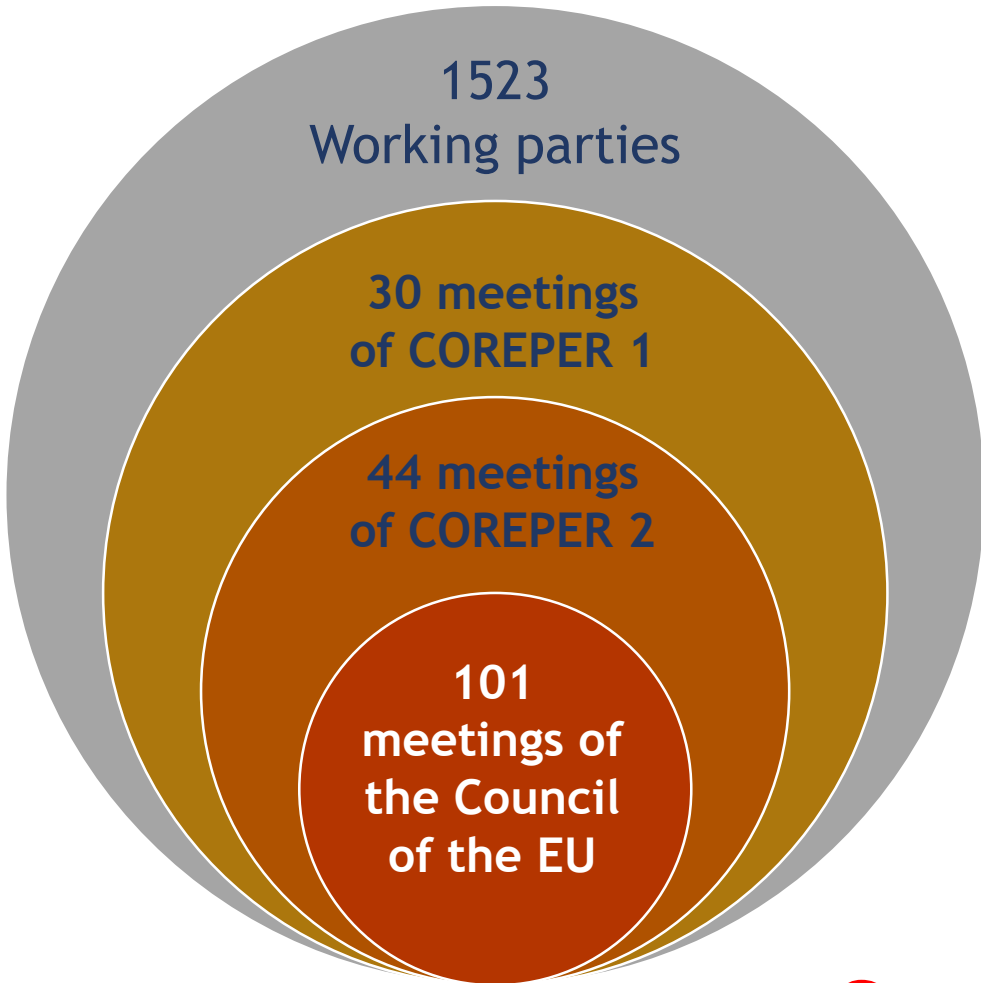 1523
Working parties
30 meetings
of COREPER 1
44 meetings
of COREPER 2
101
meetings of
the Council
of the EU